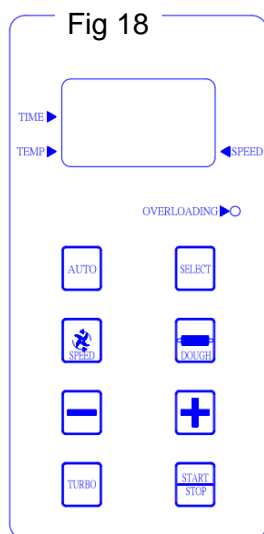 Fig 18
TIME
TEMP
SPEED
OVERLOADING
AUTO
SELECT
SPEED
DOUGH
TURBO
START
STOP